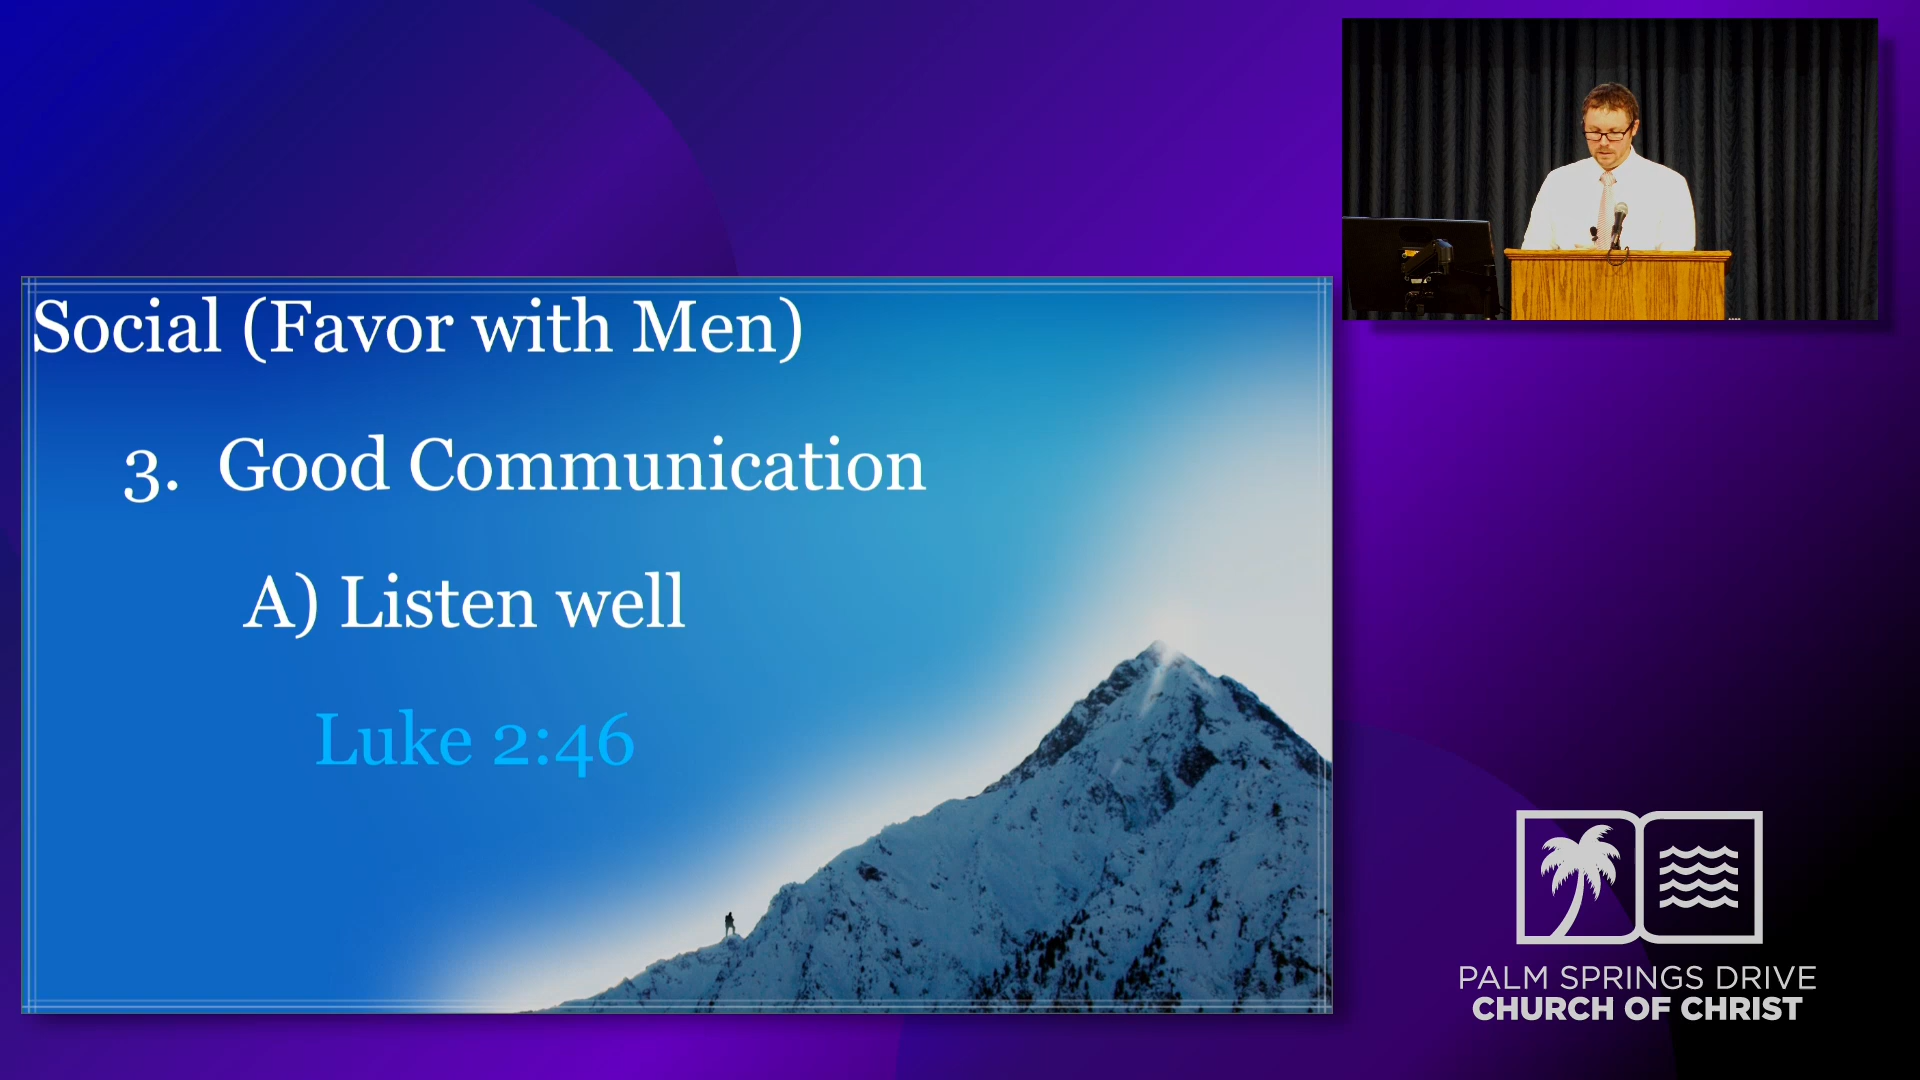 Social (Favor with Men)
3. Good Communication
A) Listen well
Luke 2:46
PALM SPRINGS DRIVE
CHURCH OF CHRIST